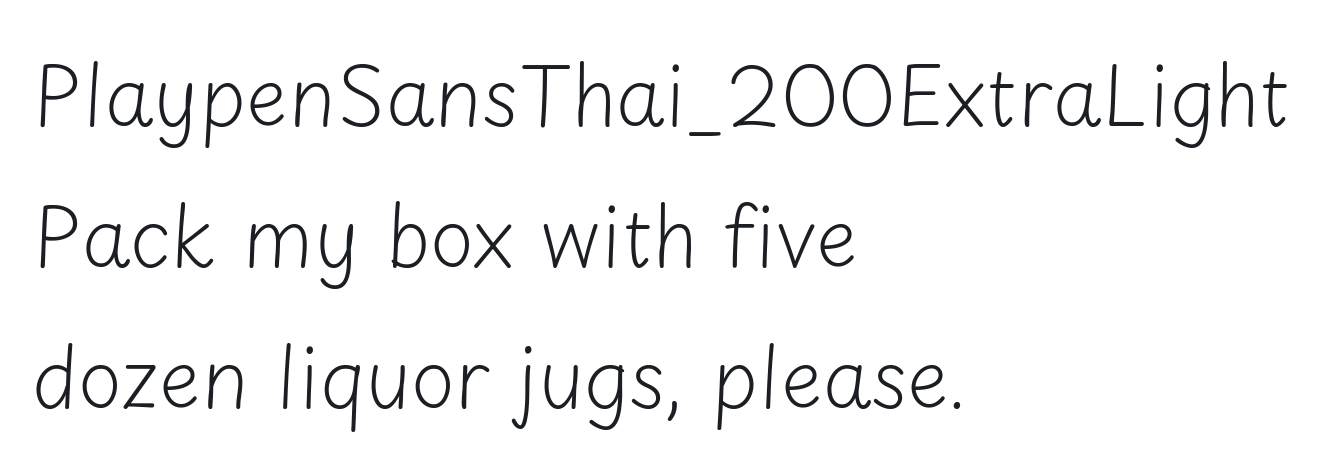 PlaypenSansThai_200ExtraLight
Pack my box with five
dozen liquor jugs, please.